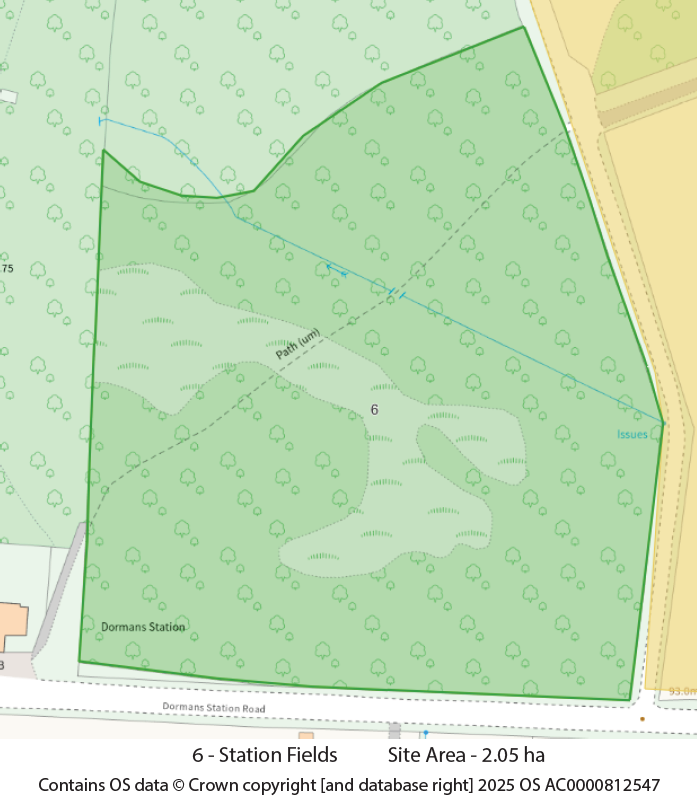 .75
Path (um)
6
Issues
Dormans Station
3
93.0m
Dormans Station Road
6 - Station Fields Site Area - 2.05 ha
Contains OS data © Crown copyright [and database right] 2025 OS AC0000812547